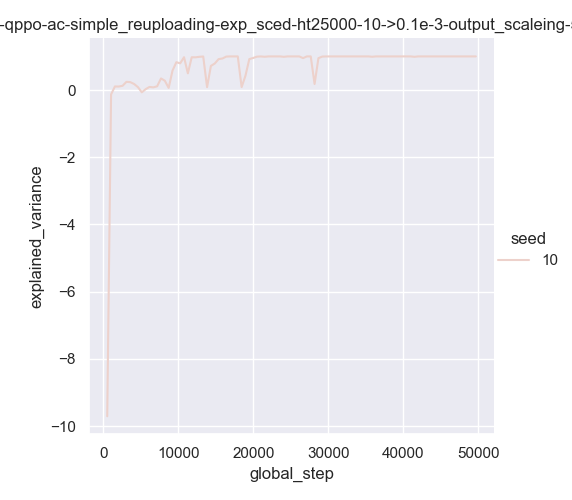 -qppo-ac-simple_reuploading-exp_sced-ht25000-10->0.1e-3-output_scaleing-
explained_variance
0
−2
−4
−6
−8
−10
0 10000 20000 30000 40000 50000
global_step
seed
10